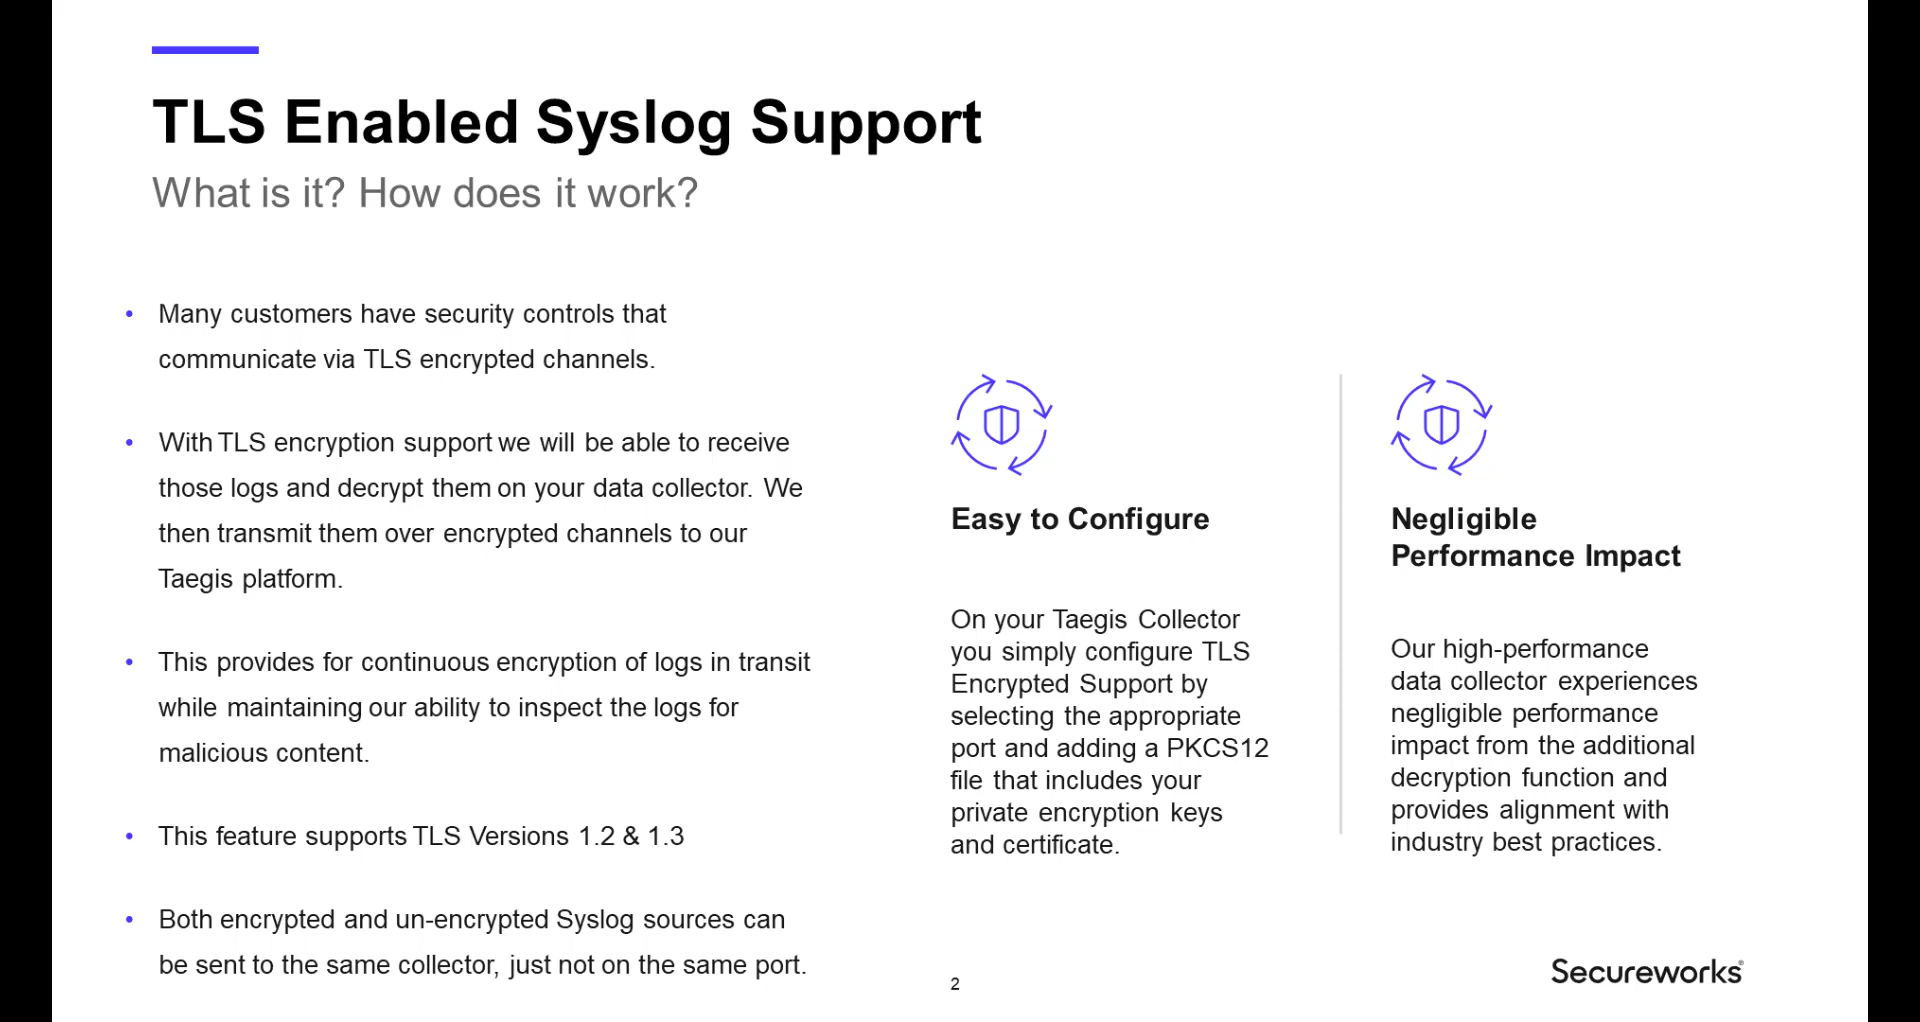 TLS Enabled Syslog Support
What is it? How does it work?
• Many customers have security controls that
communicate via TLS encrypted channels.
• With TLS encryption support we will be able to receive
those logs and decrypt them on your data collector. We
then transmit them over encrypted channels to our
Taegis platform.
• This provides for continuous encryption of logs in transit
while maintaining our ability to inspect the logs for
malicious content.
• This feature supports TLS Versions 1.2 & 1.3
• Both encrypted and un-encrypted Syslog sources can
be sent to the same collector, just not on the same port.
Easy to Configure
On your Taegis Collector
you simply configure TLS
Encrypted Support by
selecting the appropriate
port and adding a PKCS12
file that includes your
private encryption keys
and certificate.
Negligible
Performance Impact
Our high-performance
data collector experiences
negligible performance
impact from the additional
decryption function and
provides alignment with
industry best practices.
2
Secureworks®